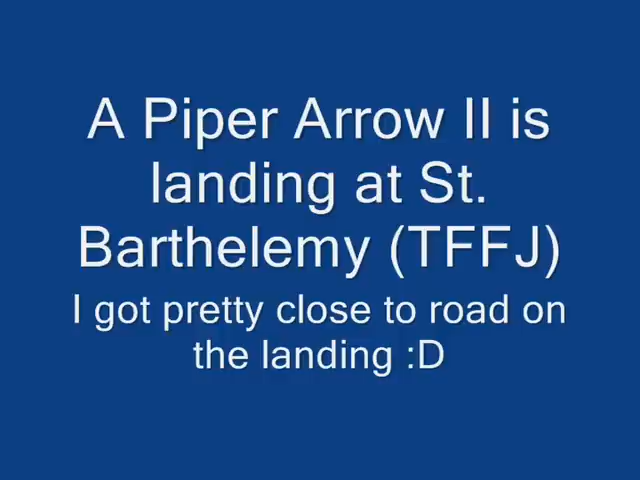 A Piper Arrow II is
landing at St.
Barthelemy (TFFJ)
I got pretty close to road on
the landing :D